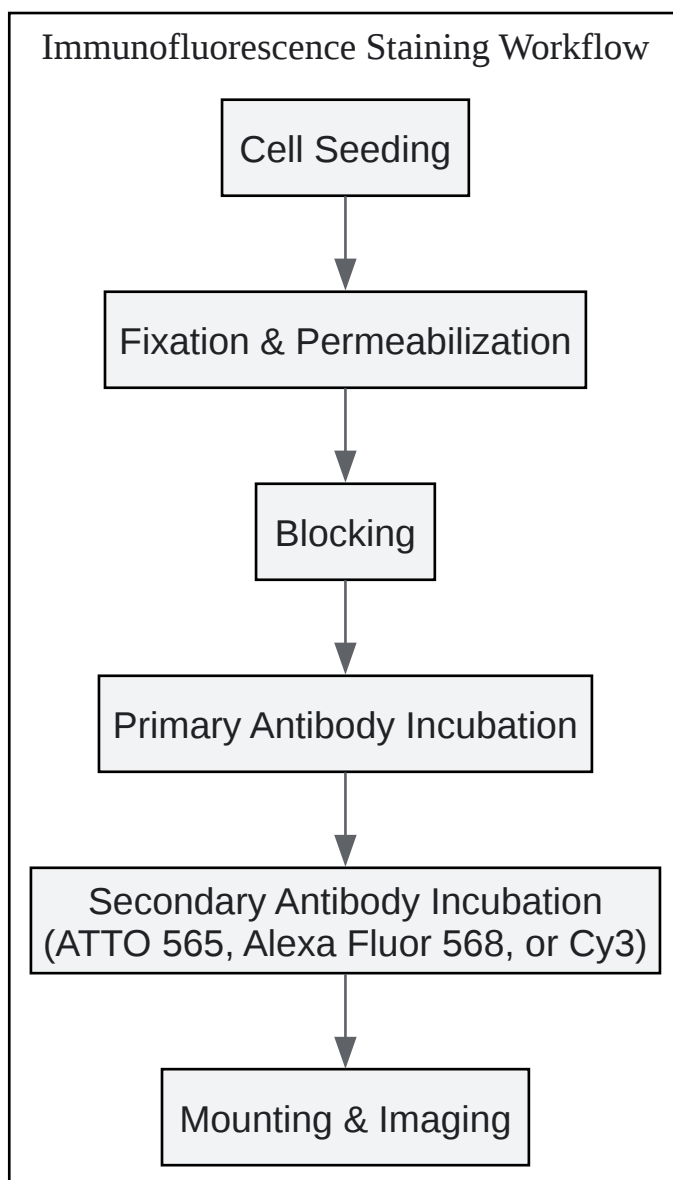 Immunofluorescence Staining Workflow
Cell Seeding
Fixation & Permeabilization
Blocking
Primary Antibody Incubation
Secondary Antibody Incubation
(ATTO 565, Alexa Fluor 568, or Cy3)
Mounting & Imaging